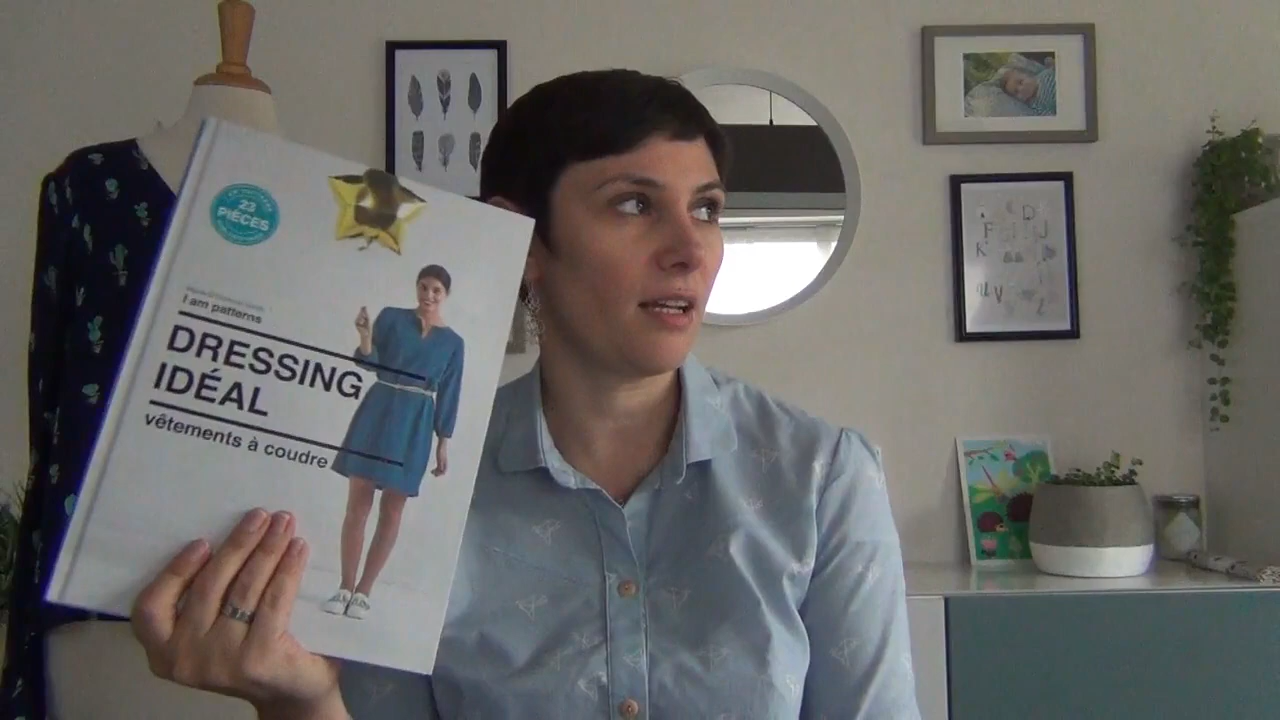 23
PIÈCES
I am patterns
DRESSING
IDÉAL
vêtements à coudre